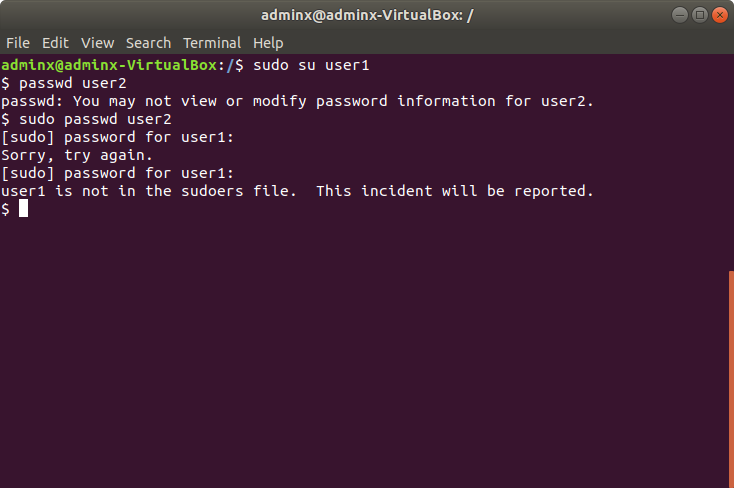 adminx@adminx-VirtualBox: /
File Edit View Search Terminal Help
adminx@adminx-VirtualBox:/$ sudo su user1
$ passwd user2
passwd: You may not view or modify password information for user2.
$ sudo passwd user2
[sudo] password for user1:
Sorry, try again.
[sudo] password for user1:
user1 is not in the sudoers file.  This incident will be reported.
$